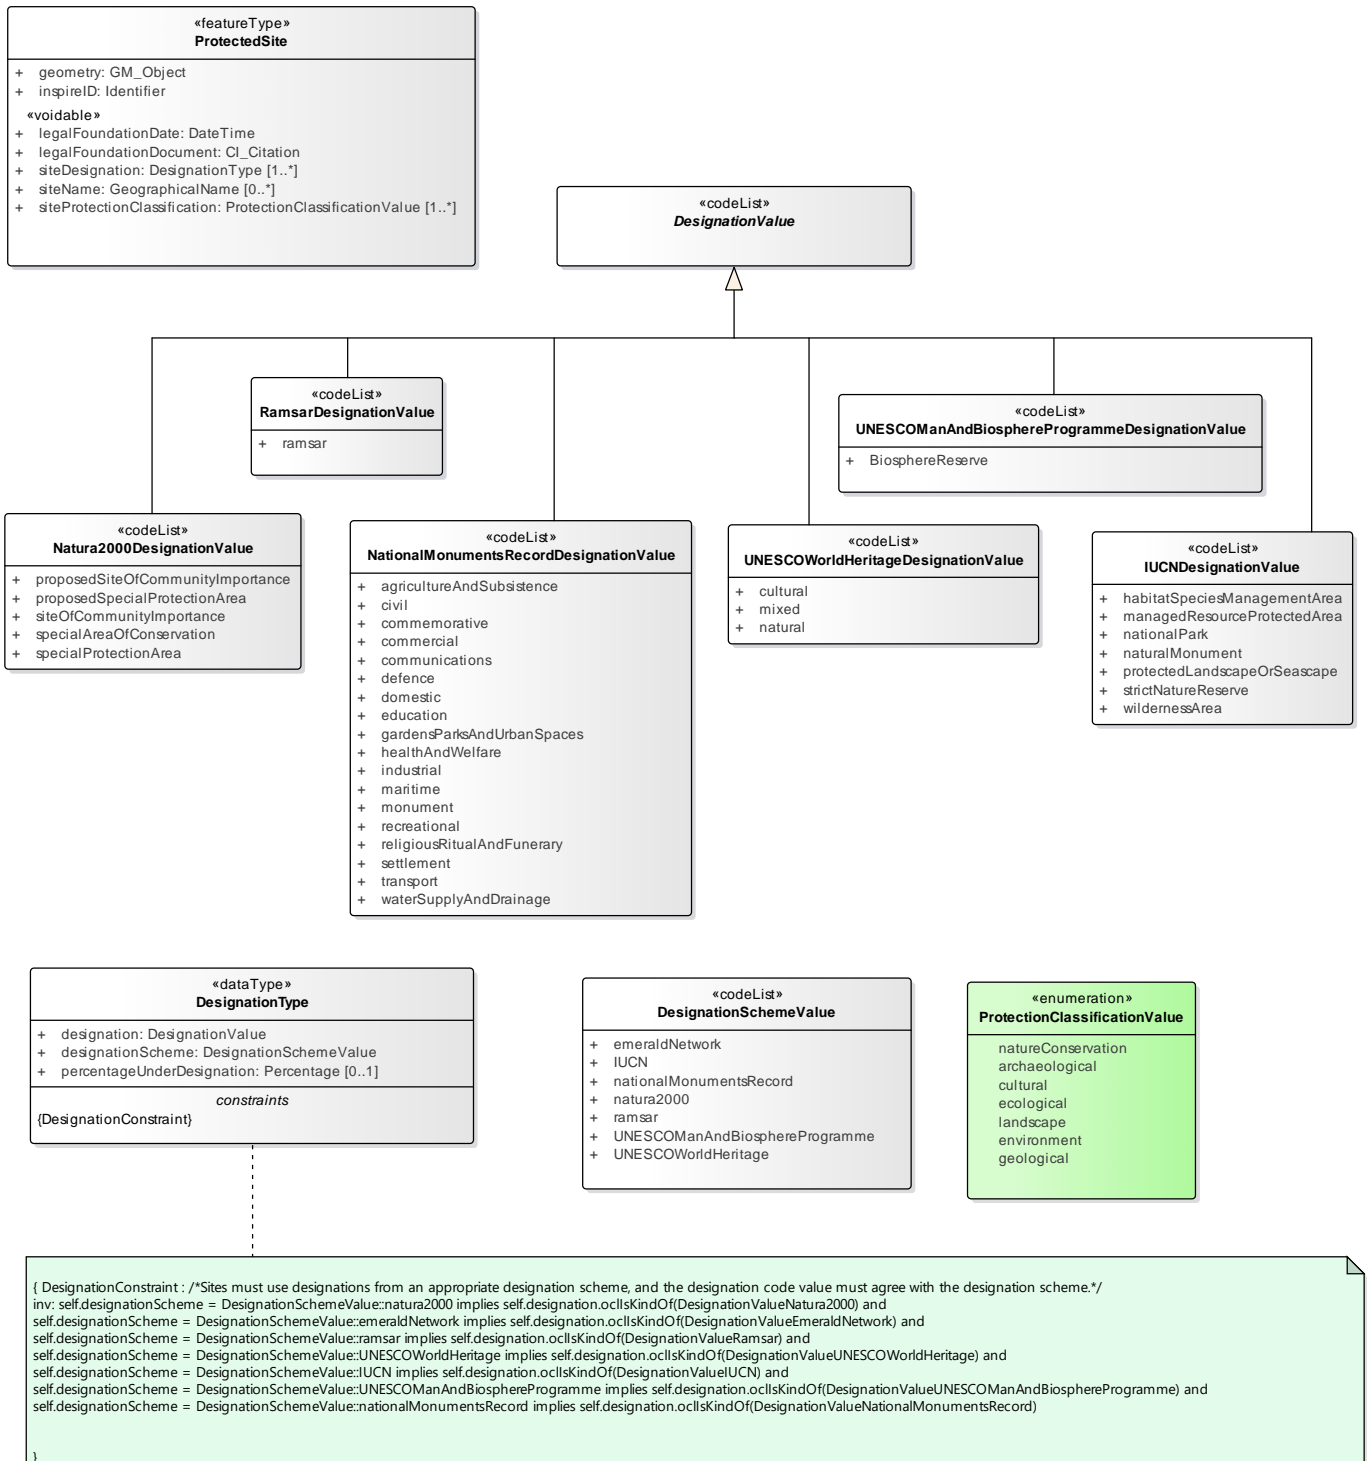 «featureType»
ProtectedSite
+ geometry: GM_Object
+ inspireID: Identifier
«voidable»
+ legalFoundationDate: DateTime
+ legalFoundationDocument: CI_Citation
+ siteDesignation: DesignationType [1..*]
+ siteName: GeographicalName [0..*]
+ siteProtectionClassification: ProtectionClassificationValue [1..*]
«codeList»
DesignationValue
«codeList»
RamsarDesignationValue
+ ramsar
«codeList»
UNESCOManAndBiosphereProgrammeDesignationValue
+ BiosphereReserve
«codeList»
Natura2000DesignationValue
+ proposedSiteOfCommunityImportance
+ proposedSpecialProtectionArea
+ siteOfCommunityImportance
+ specialAreaOfConservation
+ specialProtectionArea
«codeList»
NationalMonumentsRecordDesignationValue
+ agricultureAndSubsistence
+ civil
+ commemorative
+ commercial
+ communications
+ defence
+ domestic
+ education
+ gardensParksAndUrbanSpaces
+ healthAndWelfare
+ industrial
+ maritime
+ monument
+ recreational
+ religiousRitualAndFunerary
+ settlement
+ transport
+ waterSupplyAndDrainage
«codeList»
UNESCOWorldHeritageDesignationValue
+ cultural
+ mixed
+ natural
«codeList»
IUCNDesignationValue
+ habitatSpeciesManagementArea
+ managedResourceProtectedArea
+ nationalPark
+ naturalMonument
+ protectedLandscapeOrSeascape
+ strictNatureReserve
+ wildernessArea
«dataType»
DesignationType
+ designation: DesignationValue
+ designationScheme: DesignationSchemeValue
+ percentageUnderDesignation: Percentage [0..1]
constraints
{DesignationConstraint}
«codeList»
DesignationSchemeValue
+ emeraldNetwork
+ IUCN
+ nationalMonumentsRecord
+ natura2000
+ ramsar
+ UNESCOManAndBiosphereProgramme
+ UNESCOWorldHeritage
«enumeration»
ProtectionClassificationValue
natureConservation
archaeological
cultural
ecological
landscape
environment
geological
{ DesignationConstraint : /*Sites must use designations from an appropriate designation scheme, and the designation code value must agree with the designation scheme.*/
inv: self.designationScheme = DesignationSchemeValue::natura2000 implies self.designation.oclIsKindOf(DesignationValueNatura2000) and
self.designationScheme = DesignationSchemeValue::emeraldNetwork implies self.designation.oclIsKindOf(DesignationValueEmeraldNetwork) and
self.designationScheme = DesignationSchemeValue::ramsar implies self.designation.oclIsKindOf(DesignationValueRamsar) and
self.designationScheme = DesignationSchemeValue::UNESCOWorldHeritage implies self.designation.oclIsKindOf(DesignationValueUNESCOWorldHeritage) and
self.designationScheme = DesignationSchemeValue::IUCN implies self.designation.oclIsKindOf(DesignationValueIUCN) and
self.designationScheme = DesignationSchemeValue::UNESCOManAndBiosphereProgramme implies self.designation.oclIsKindOf(DesignationValueUNESCOManAndBiosphereProgramme) and
self.designationScheme = DesignationSchemeValue::nationalMonumentsRecord implies self.designation.oclIsKindOf(DesignationValueNationalMonumentsRecord)
}